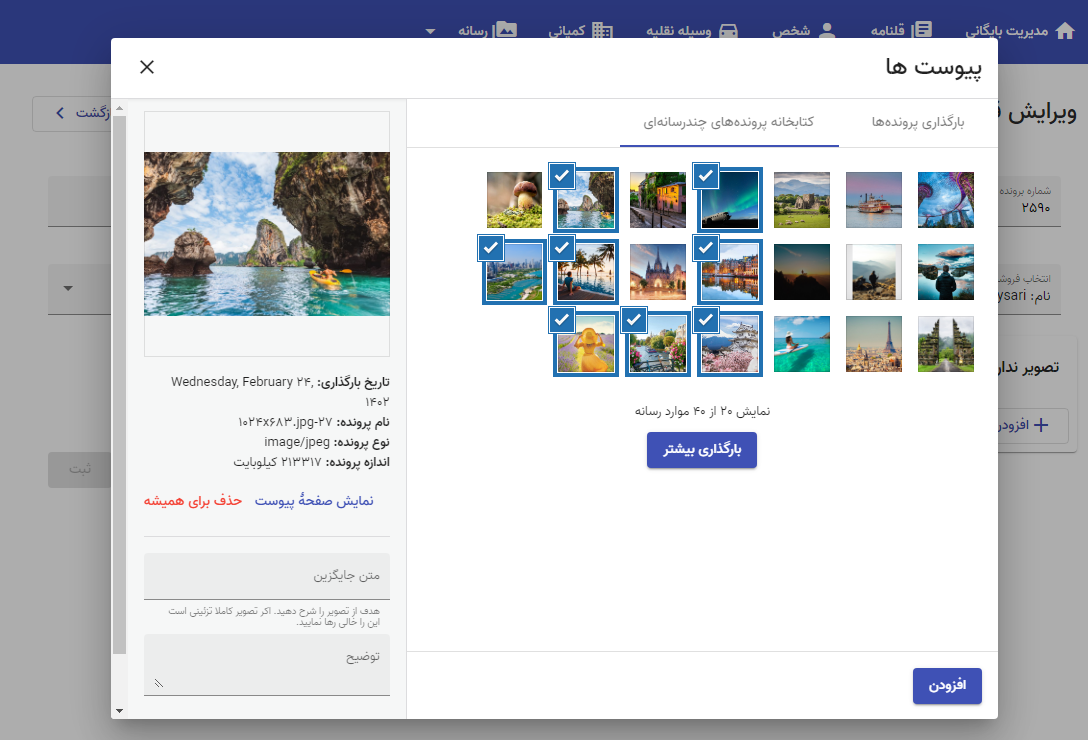 مدیریت بایگانی
قلنامه
شخص
وسیله نقلیه
کمپانی
رسانه
ویرایش
شماره پرونده
۲۵۹۰
انتخاب فروشن
نام: ysari
تصویر ندار
افزودن
زگشت
ثبت
پیوست ها
بارگذاری پرونده‌ها
کتابخانه پرونده‌های چندرسانه‌ای
نمایش ۲۰ از ۴۰ موارد رسانه
بارگذاری بیشتر
افزودن
تاریخ بارگذاری: Wednesday, February ۲۴,
۱۴۰۲
نام پرونده: ۲۷-۱۰۲۴x۶۸۳.jpg
نوع پرونده: image/jpeg
اندازه پرونده: ۲۱۳۳۱۷ کیلوبایت
نمایش صفحهٔ پیوست
حذف برای همیشه
متن جایگزین
هدف از تصویر را شرح دهید. اگر تصویر کاملا تزئینی است
این را خالی رها نمایید.
توضیح